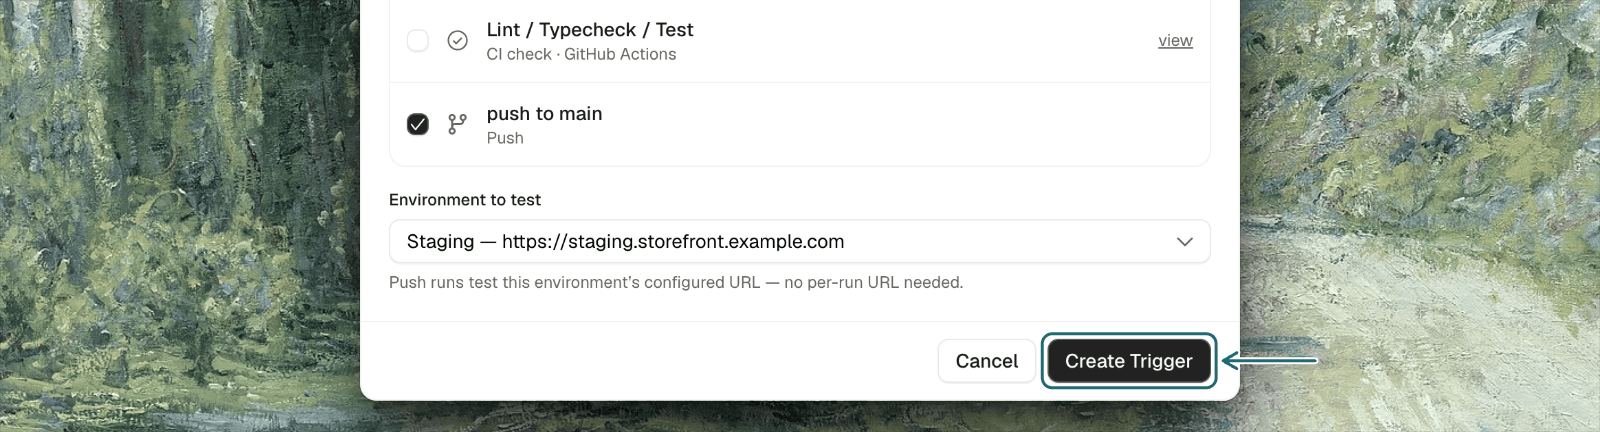 Lint / Typecheck / Test
CI check · GitHub Actions
view
push to main
Push
Environment to test
Staging — https://staging.storefront.example.com
Push runs test this environment’s configured URL — no per-run URL needed.
Cancel
Create Trigger